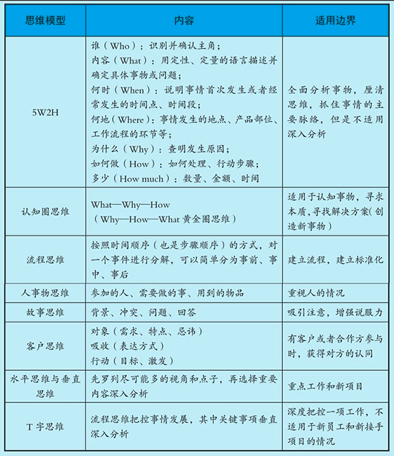 思维模型 内容 适用边界
5W2H
谁（Who）：识别并确认主角；
内容（What）：用定性、定量的语言描述并
确定具体事物或问题；
何时（When）：说明事情首次发生或者经
常发生的时间点、时间段；
何地（Where）：事情发生的地点、产品部位、
工作流程的环节等；
为什么（Why）：查明发生原因；
如何做（How）：如何处理、行动步骤；
多少（How much）：数量、金额、时间
全面分析事物，厘清
思维，抓住事情的主
要脉络，但是不适用
深入分析
认知圈思维
What—Why—How
（Why—How—What 黄金圈思维）
适用于认知事物，寻求
本质，寻找解决方案（创
造新事物）
流程思维
按照时间顺序（也是步骤顺序）的方式，对
一个事件进行分解，可以简单分为事前、事
中、事后
建立流程，建立标准化
人事物思维
参加的人、需要做的事、用到的物品
重视人的情况
故事思维
背景、冲突、问题、回答
吸引注意，增强说服力
客户思维
对象（需求、特点、忌讳）
吸收（表达方式）
行动（目标、激发）
有客户或者合作方参与
时，获得对方的认同
水平思维与垂直
思维
先罗列尽可能多的视角和点子，再选择重要
内容深入分析
重点工作和新项目
T 字思维
流程思维把控事情发展，其中关键事项垂直
深入分析
深度把控一项工作，不
适用于新员工和新接手
项目的情况